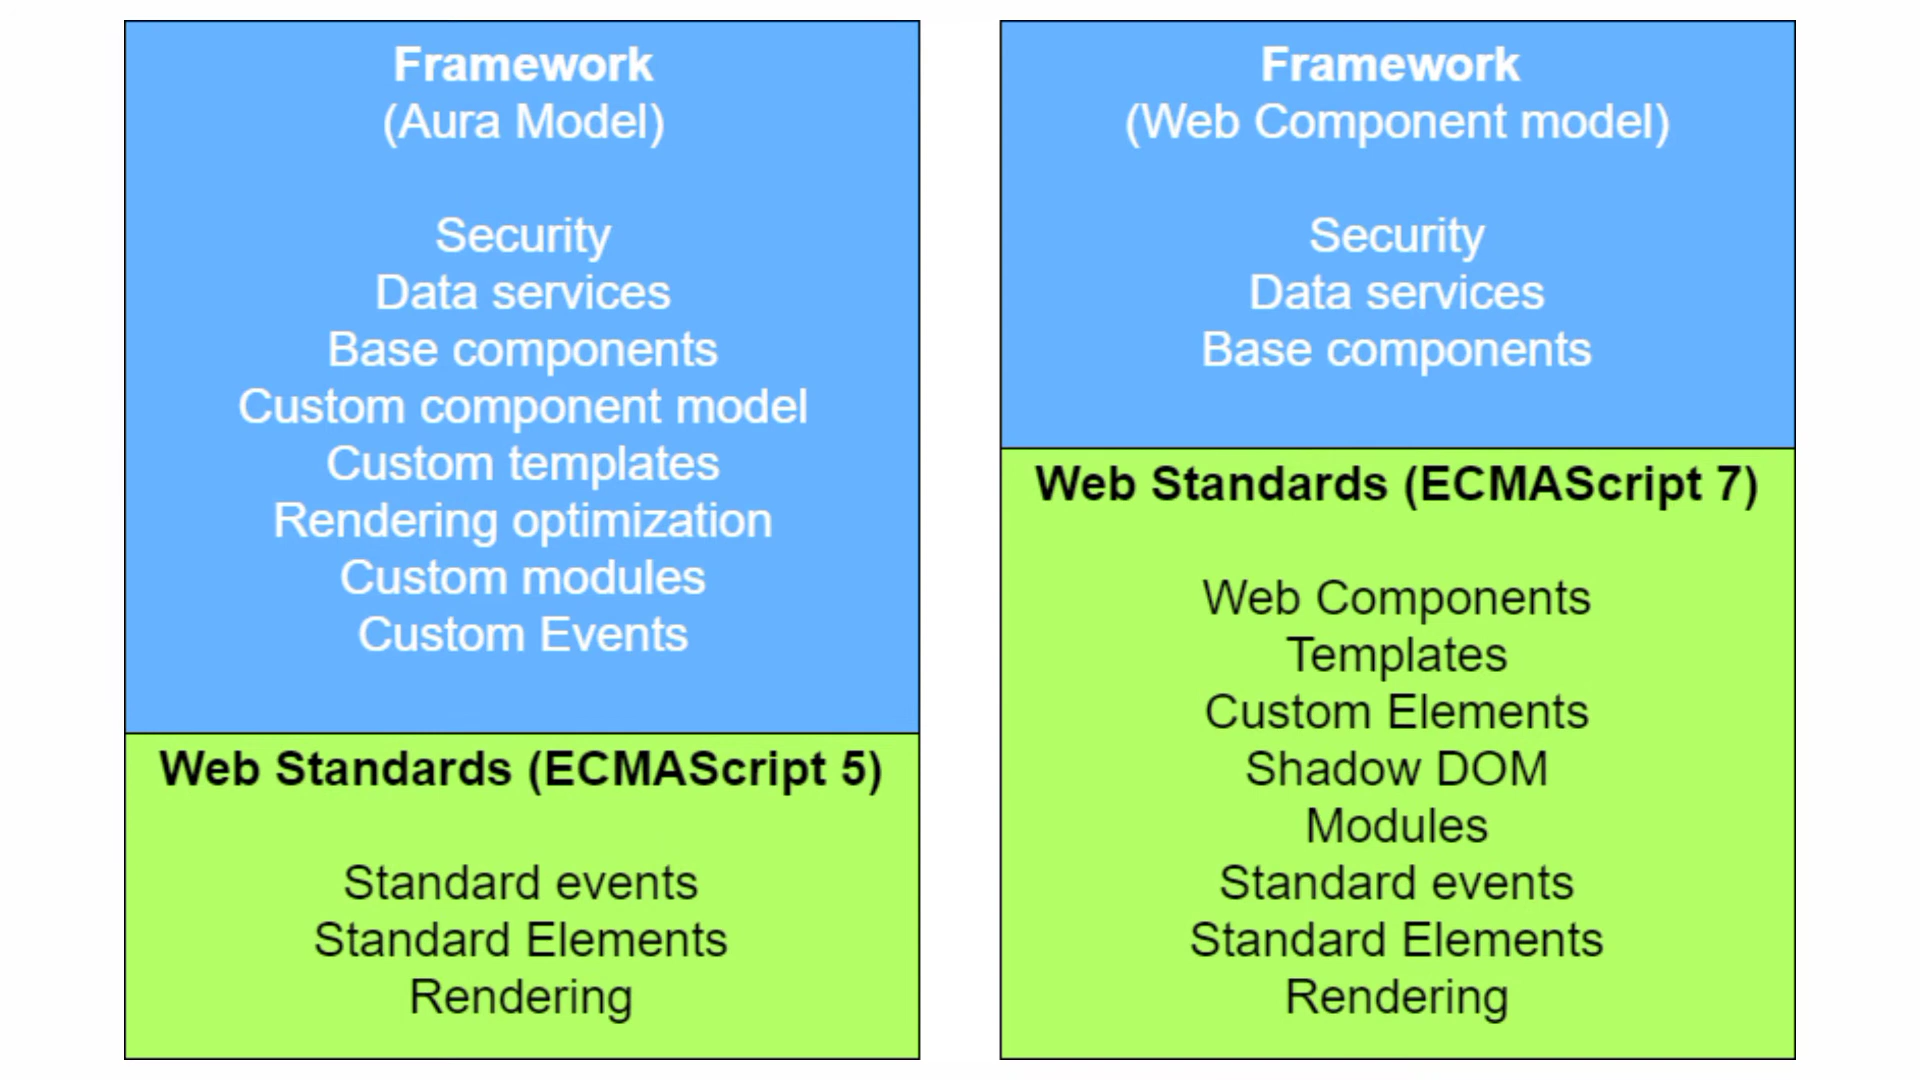 Framework
(Aura Model)
Security
Data services
Base components
Custom component model
Custom templates
Rendering optimization
Custom modules
Custom Events
Web Standards (ECMAScript 5)
Standard events
Standard Elements
Rendering
Framework
(Web Component model)
Security
Data services
Base components
Web Standards (ECMAScript 7)
Web Components
Templates
Custom Elements
Shadow DOM
Modules
Standard events
Standard Elements
Rendering